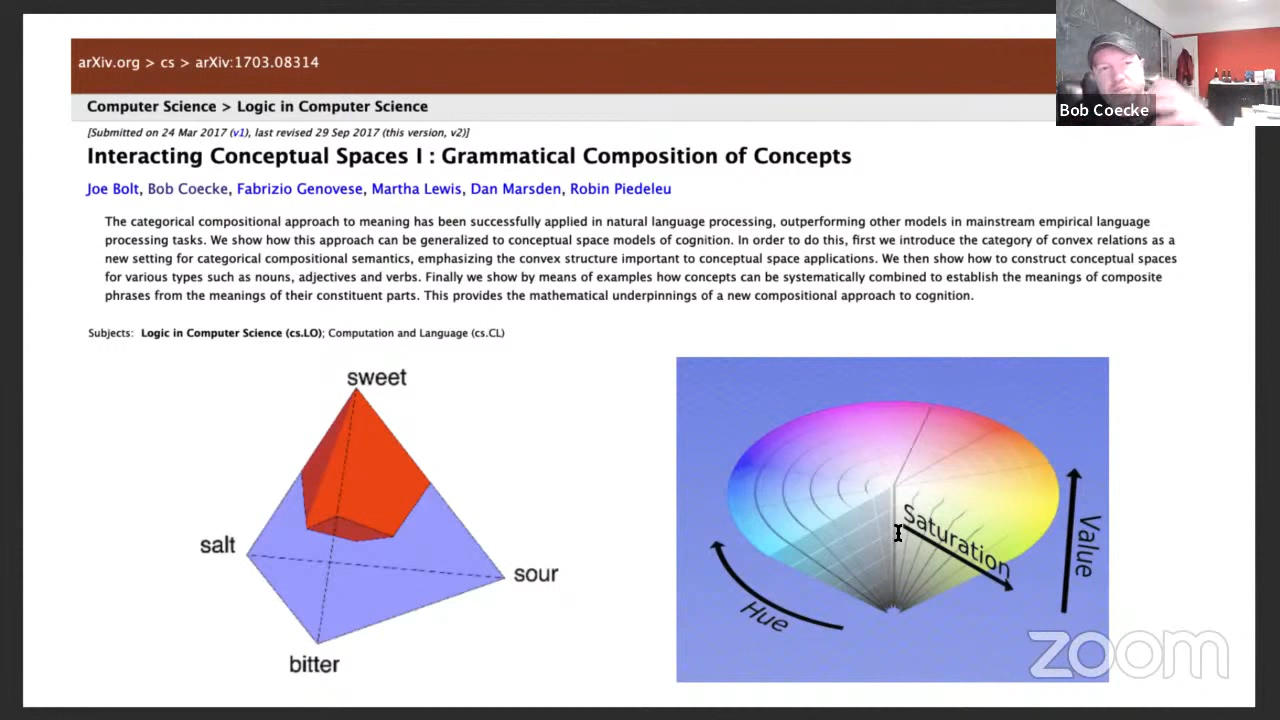 arXiv.org > cs > arXiv:1703.08314
Bob Coecke
Computer Science > Logic in Computer Science
[Submitted on 24 Mar 2017 (v1), last revised 29 Sep 2017 (this version, v2)]
Interacting Conceptual Spaces I : Grammatical Composition of Concepts
Joe Bolt, Bob Coecke, Fabrizio Genovese, Martha Lewis, Dan Marsden, Robin Piedeleu
The categorical compositional approach to meaning has been successfully applied in natural language processing, outperforming other models in mainstream empirical language
processing tasks. We show how this approach can be generalized to conceptual space models of cognition. In order to do this, first we introduce the category of convex relations as a
new setting for categorical compositional semantics, emphasizing the convex structure important to conceptual space applications. We then show how to construct conceptual spaces
for various types such as nouns, adjectives and verbs. Finally we show by means of examples how concepts can be systematically combined to establish the meanings of composite
phrases from the meanings of their constituent parts. This provides the mathematical underpinnings of a new compositional approach to cognition.
Subjects: Logic in Computer Science (cs.LO); Computation and Language (cs.CL)
sweet
salt
sour
bitter
Saturation
Value
Hue
zoom